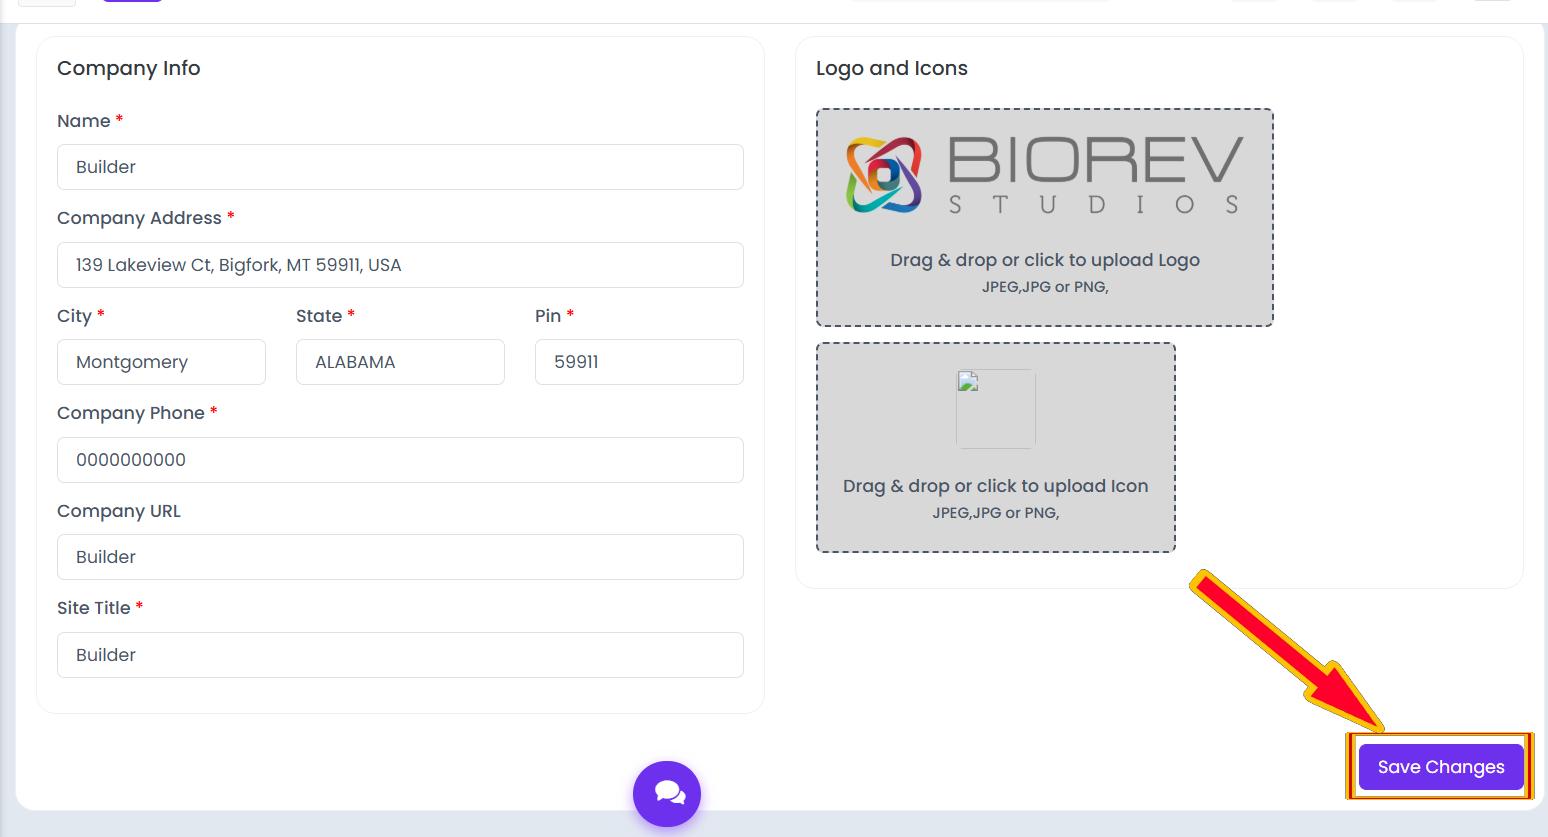 Company Info
Name *
Builder
Company Address *
139 Lakeview Ct, Bigfork, MT 59911, USA
City * State * Pin *
Montgomery ALABAMA 59911
Company Phone *
0000000000
Company URL
Builder
Site Title *
Builder
Logo and Icons
BIOREV
STUDIOS
Drag & drop or click to upload Logo
JPEG,JPG or PNG,
Drag & drop or click to upload Icon
JPEG,JPG or PNG,
Save Changes